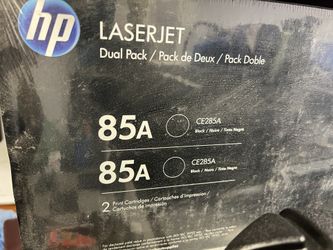 hp
LASERJET
Dual Pack / Pack de Deux / Pack Doble
85A CE285A
Black / Noire / Tinta Negra
85A CE285A
Black / Noire / Tinta Negra
2 Print Cartridges / Cartouches d'impression
Cartuchos de impresión